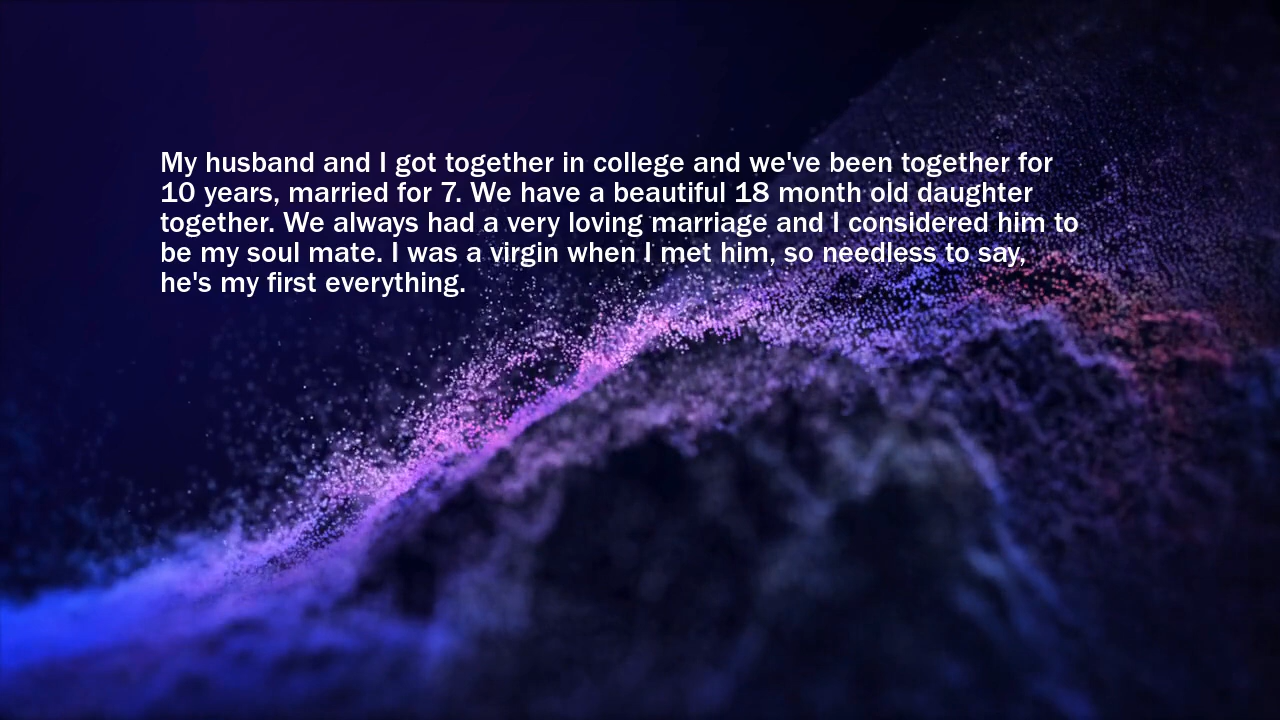 My husband and I got together in college and we've been together for
10 years, married for 7. We have a beautiful 18 month old daughter
together. We always had a very loving marriage and I considered him to
be my soul mate. I was a virgin when I met him, so needless to say,
he's my first everything.